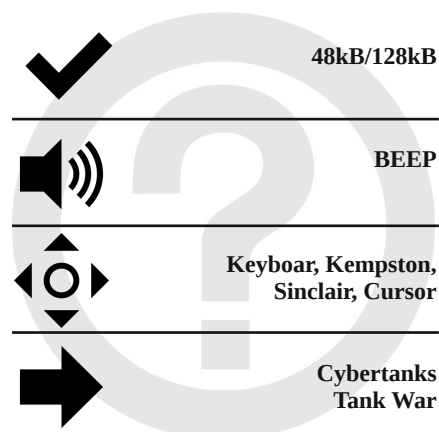 48kB/128kB
BEEP
Keyboar, Kempston,
Sinclair, Cursor
Cybertanks
Tank War